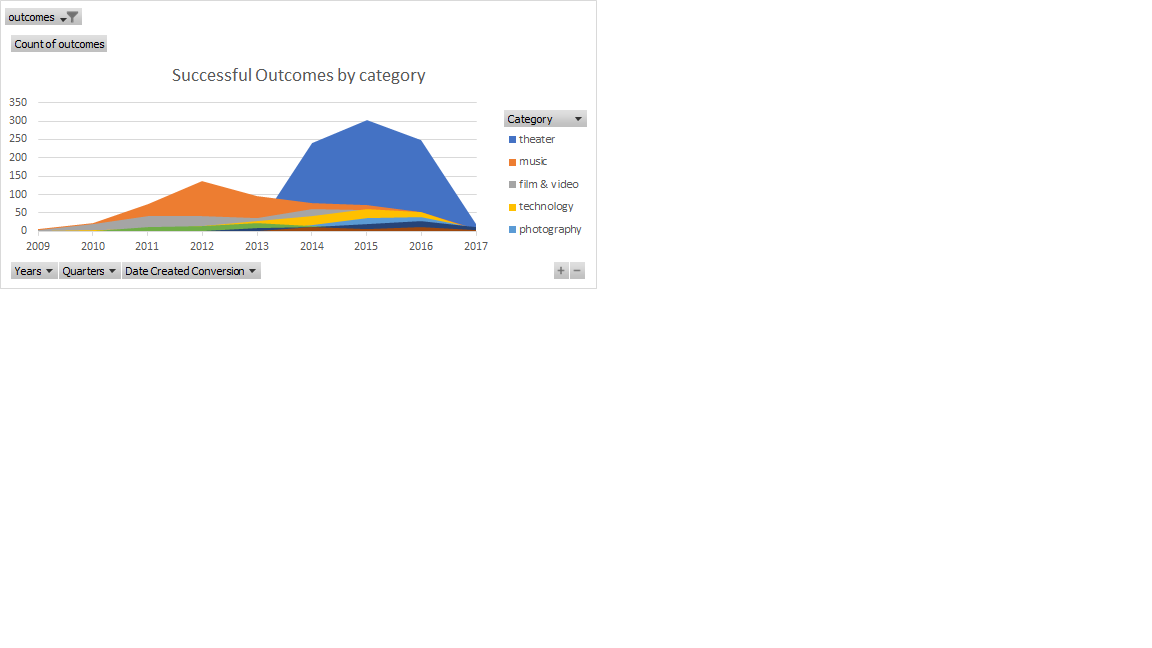 outcomes
Count of outcomes
Successful Outcomes by category
350
300
250
200
150
100
50
0
2009 2010 2011 2012 2013 2014 2015 2016 2017
Category
theater
music
film & video
technology
photography
Years Quarters Date Created Conversion + −